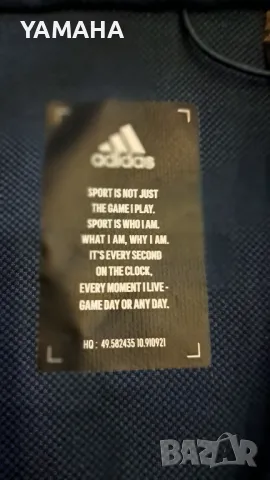 YAMAHA
adidas
SPORT IS NOT JUST
THE GAME I PLAY.
SPORT IS WHO I AM.
WHAT I AM, WHY I AM.
IT'S EVERY SECOND
ON THE CLOCK,
EVERY MOMENT I LIVE -
GAME DAY OR ANY DAY.
HQ : 49.582435 10.910921
bazar